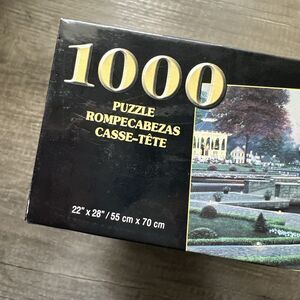 1000
PUZZLE
ROMPECABEZAS
CASSE-TÊTE
22" x 28" / 55 cm x 70 cm